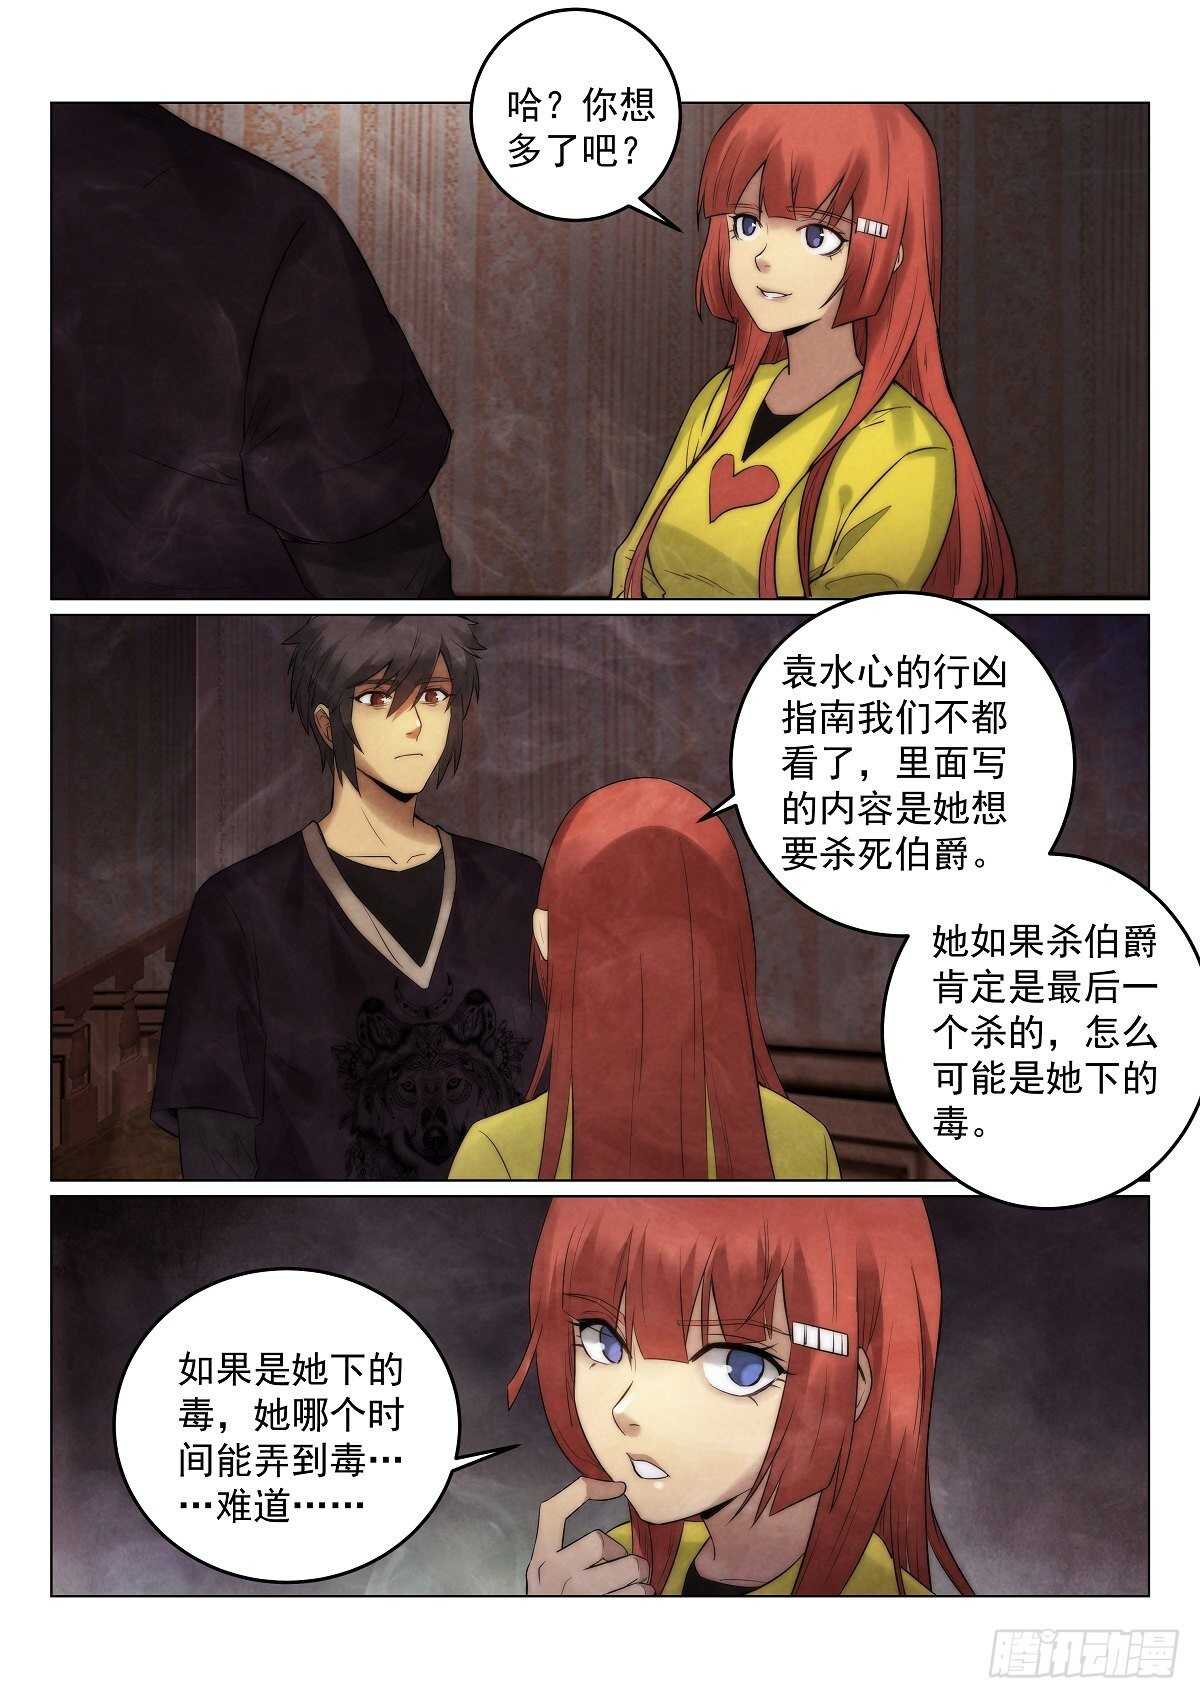 哈？你想
多了吧？
袁水心的行凶
指南我们不都
看了，里面写
的内容是她想
要杀死伯爵。
她如果杀伯爵
肯定是最后一
个杀的，怎么
可能是她下的
毒。
如果是她下的
毒，她哪个时
间能弄到毒…
…难道……
腾讯动漫